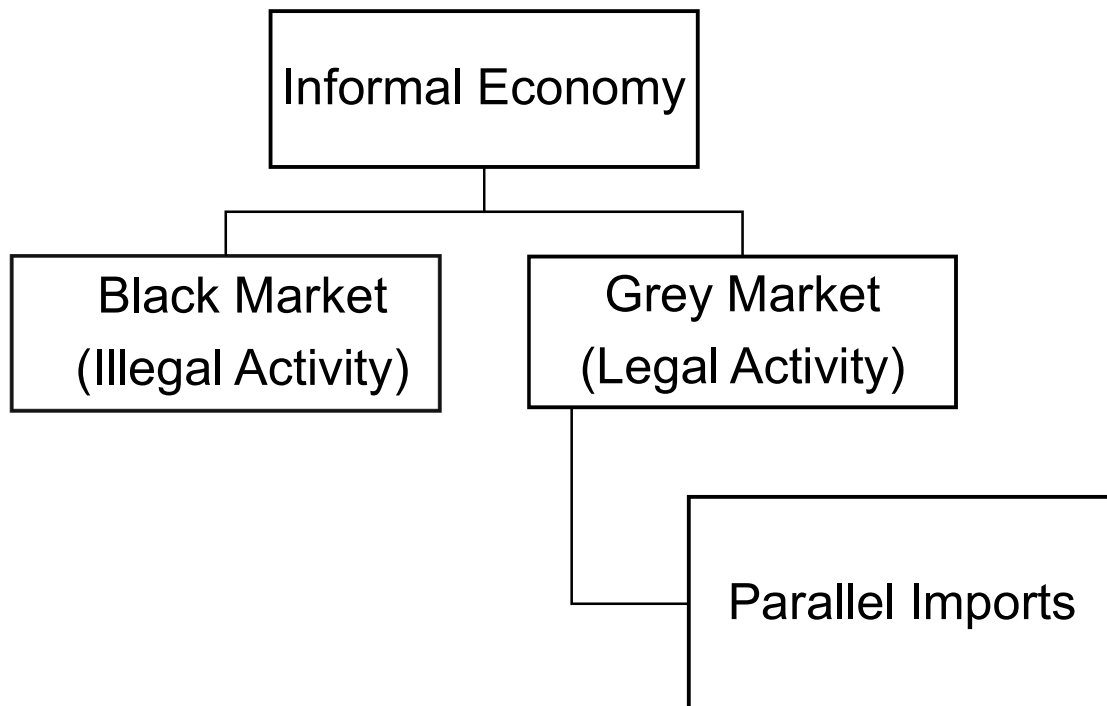 Informal Economy
Black Market
(Illegal Activity)
Grey Market
(Legal Activity)
Parallel Imports